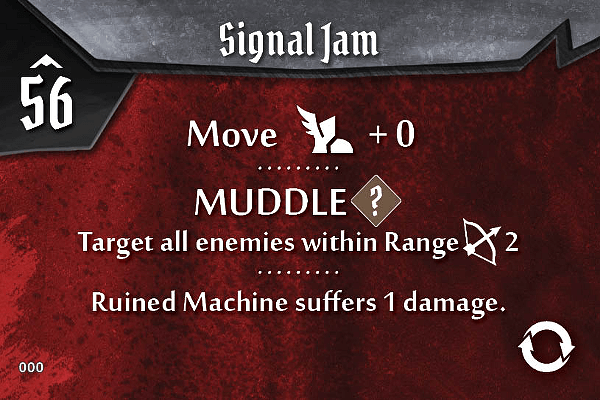 Signal Jam
56
Move + 0
MUDDLE ?
Target all enemies within Range 2
Ruined Machine suffers 1 damage.
000